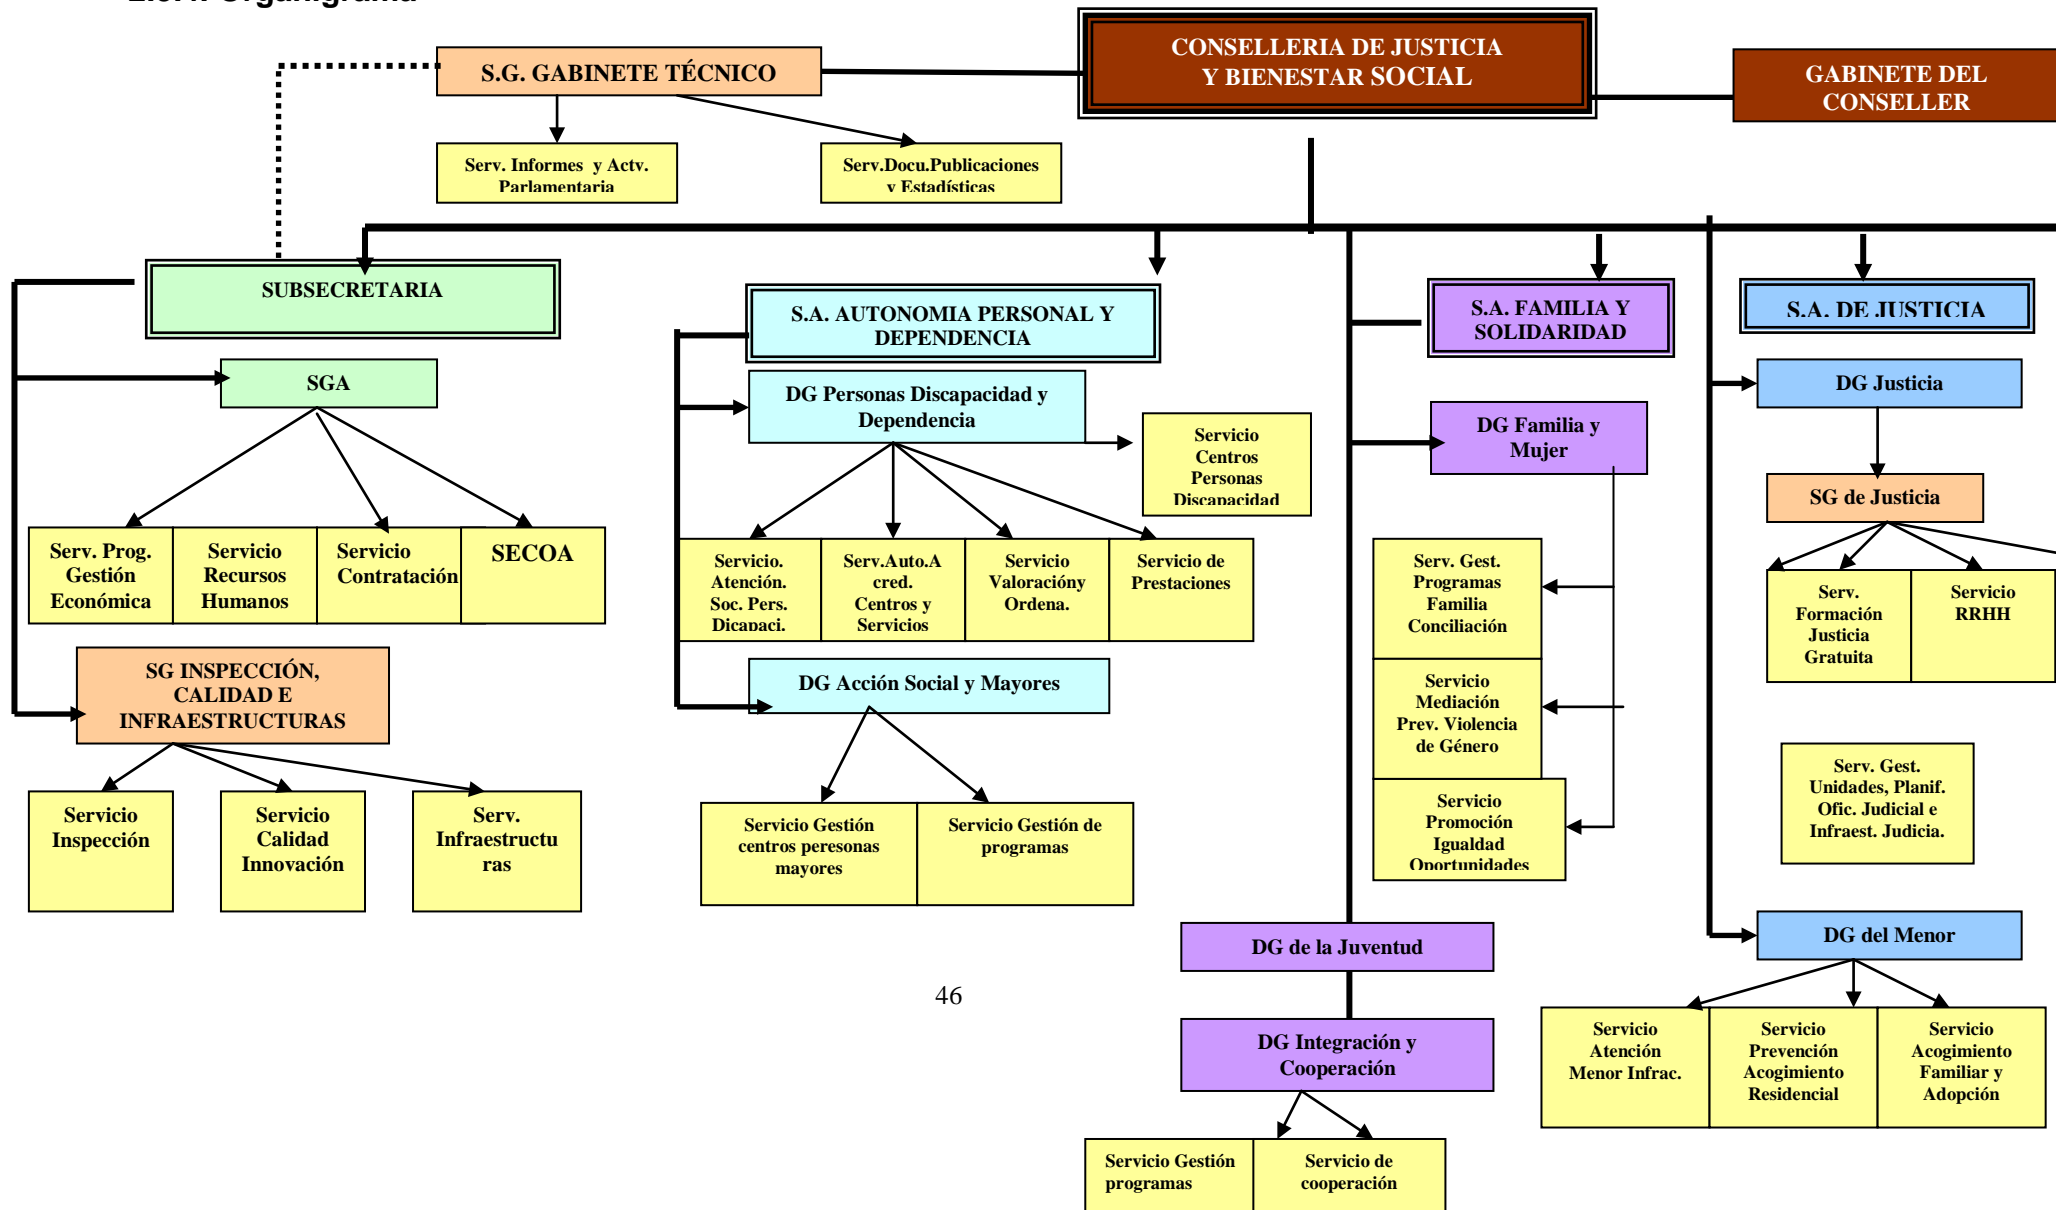 CONSELLERIA DE JUSTICIA
Y BIENESTAR SOCIAL
S.G. GABINETE TÉCNICO
GABINETE DEL
CONSELLER
Serv. Informes y Actv.
Parlamentaria
Serv.Docu.Publicaciones
y Estadísticas
SUBSECRETARIA
S.A. AUTONOMIA PERSONAL Y
DEPENDENCIA
S.A. FAMILIA Y
SOLIDARIDAD
S.A. DE JUSTICIA
SGA
DG Personas Discapacidad y
Dependencia
Servicio
Centros
Personas
Discapacidad
DG Familia y
Mujer
DG Justicia
SG de Justicia
Serv. Prog.
Gestión
Económica
Servicio
Recursos
Humanos
Servicio
Contratación
SECOA
Servicio.
Atención.
Soc. Pers.
Dicapaci.
Serv.Auto.A
cred.
Centros y
Servicios
Servicio
Valoracióny
Ordena.
Servicio de
Prestaciones
Serv. Gest.
Programas
Familia
Conciliación
Serv.
Formación
Justicia
Gratuita
Servicio
RRHH
SG INSPECCIÓN,
CALIDAD E
INFRAESTRUCTURAS
DG Acción Social y Mayores
Servicio
Mediación
Prev. Violencia
de Género
Serv. Gest.
Unidades, Planif.
Ofic. Judicial e
Infraest. Judicia.
Servicio
Inspección
Servicio
Calidad
Innovación
Serv.
Infraestructu
ras
Servicio Gestión
centros peresonas
mayores
Servicio Gestión de
programas
Servicio
Promoción
Igualdad
Oportunidades
DG de la Juventud
DG del Menor
46
DG Integración y
Cooperación
Servicio
Atención
Menor Infrac.
Servicio
Prevención
Acogimiento
Residencial
Servicio
Acogimiento
Familiar y
Adopción
Servicio Gestión
programas
Servicio de
cooperación